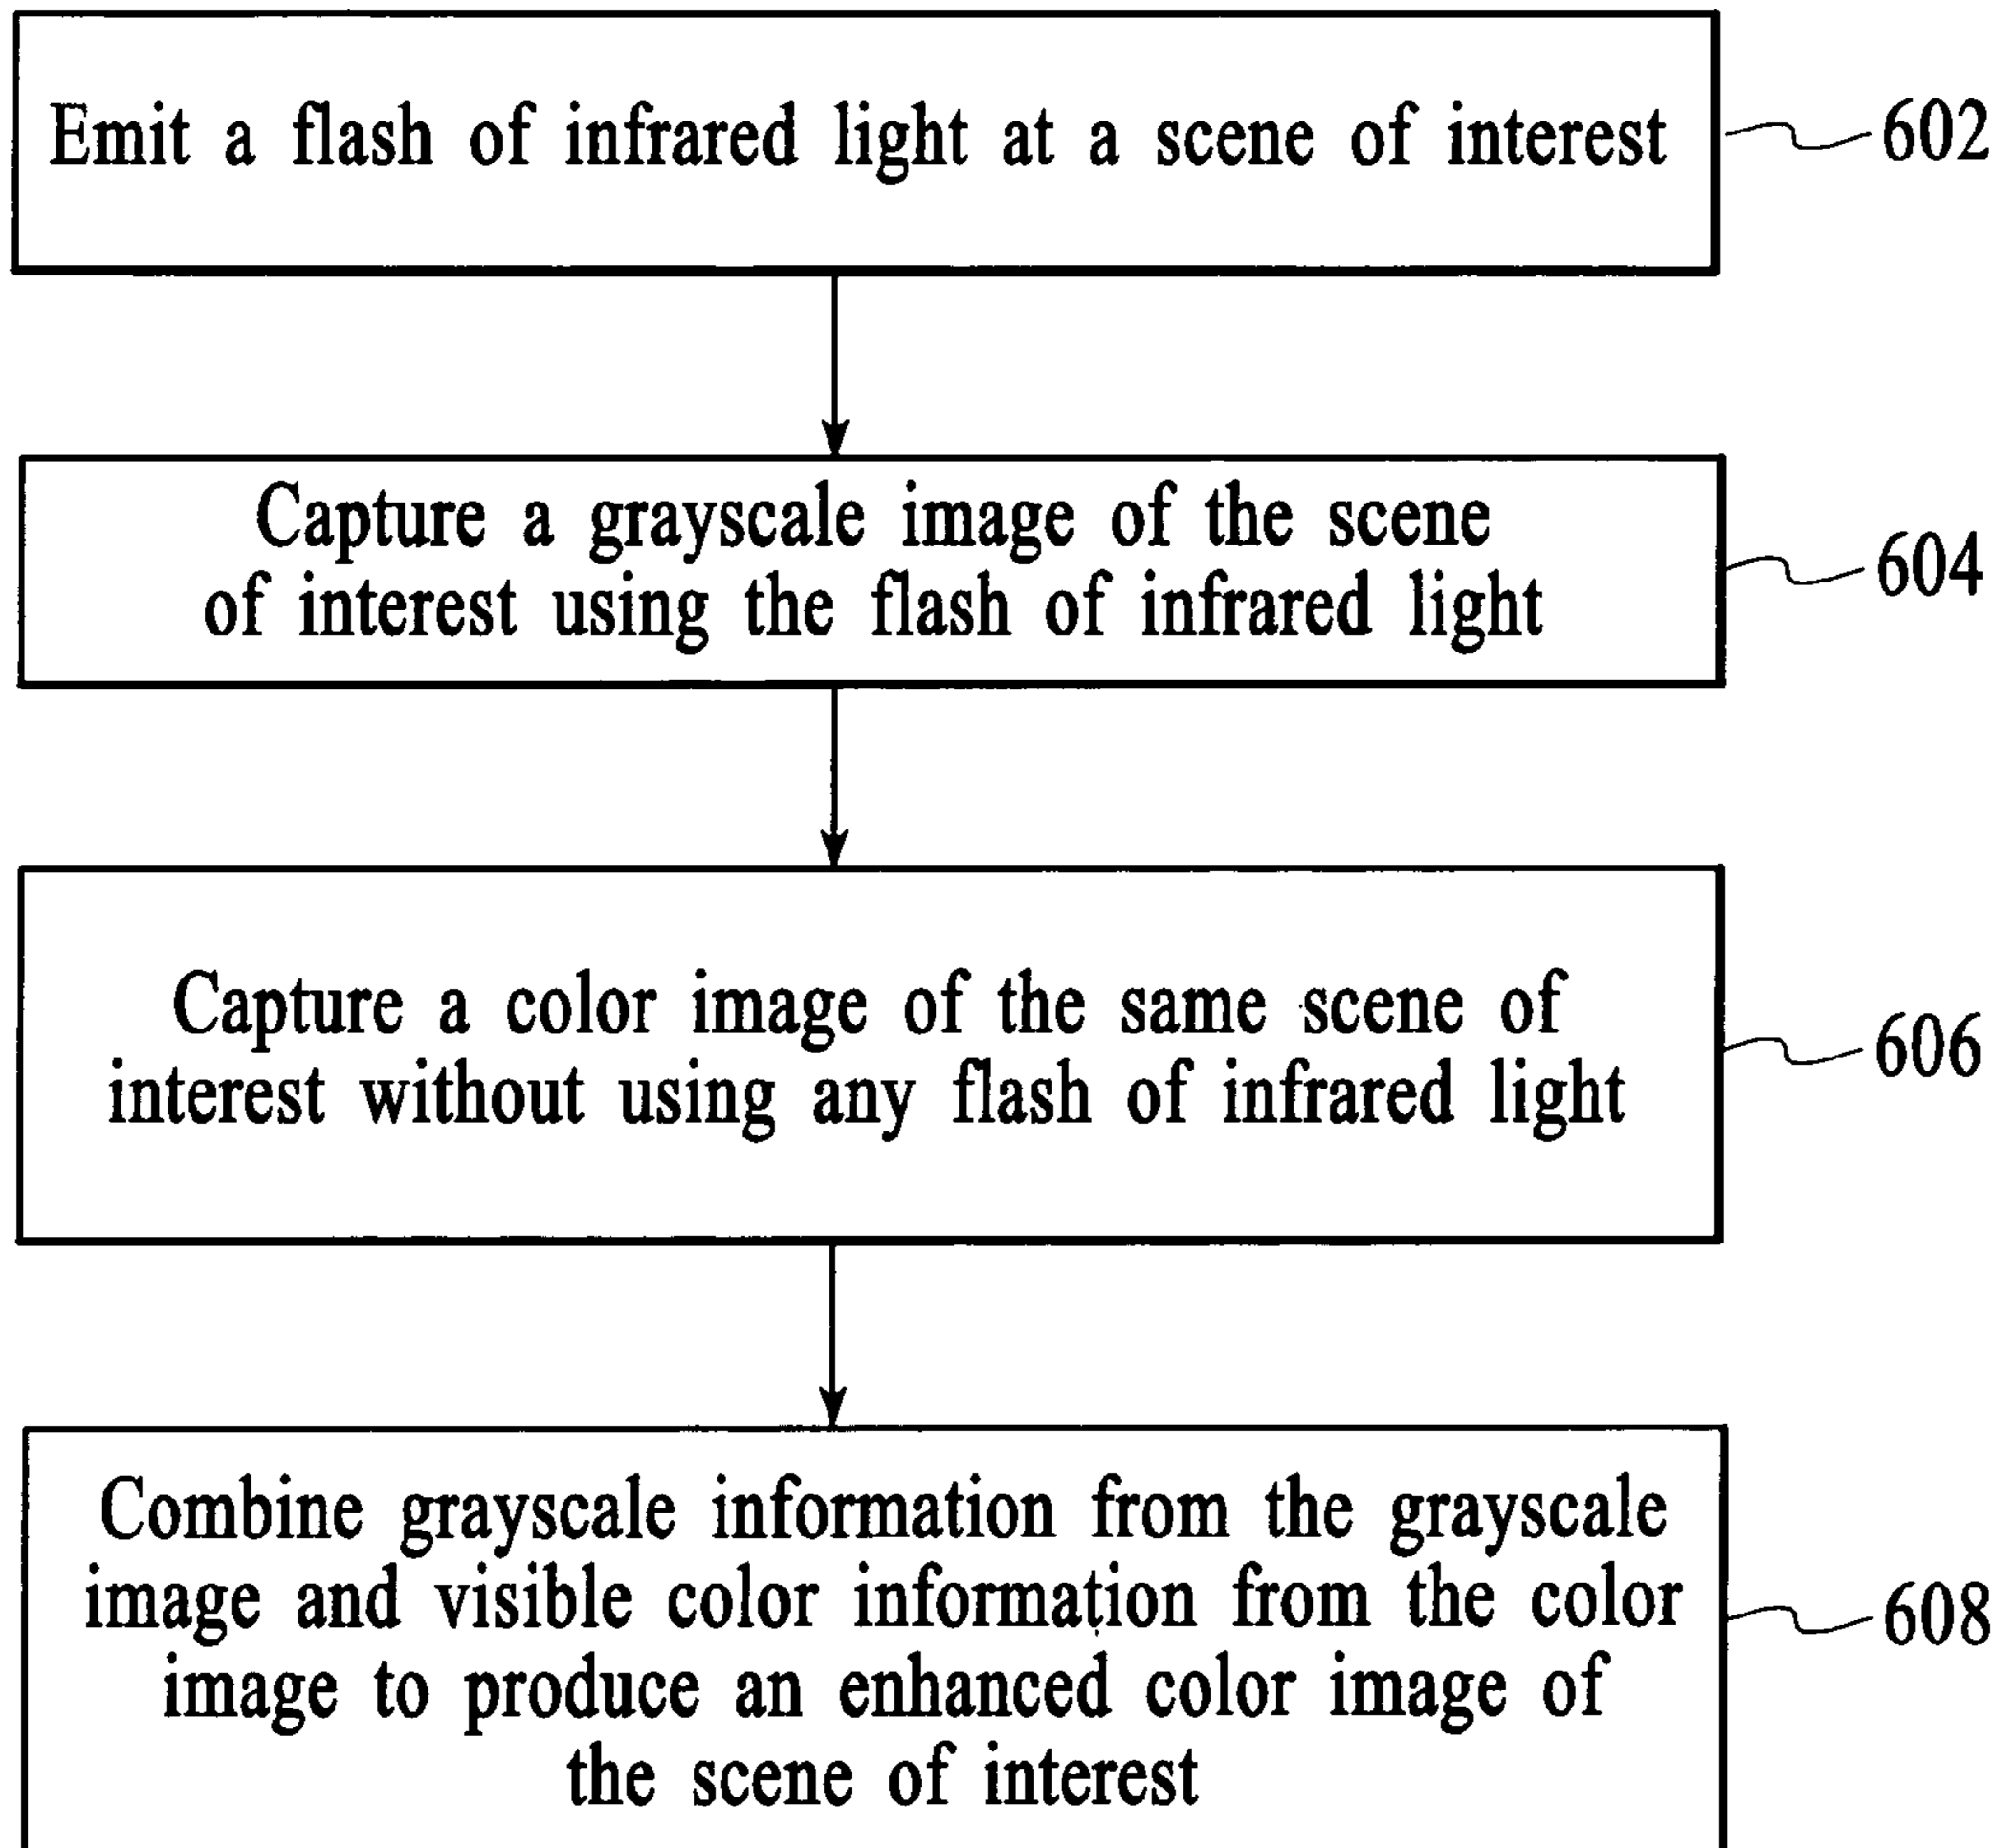 Emit a flash of infrared light at a scene of interest
602
Capture a grayscale image of the scene
of interest using the flash of infrared light
604
Capture a color image of the same scene of
interest without using any flash of infrared light
606
Combine grayscale information from the grayscale
image and visible color information from the color
image to produce an enhanced color image of
the scene of interest
608